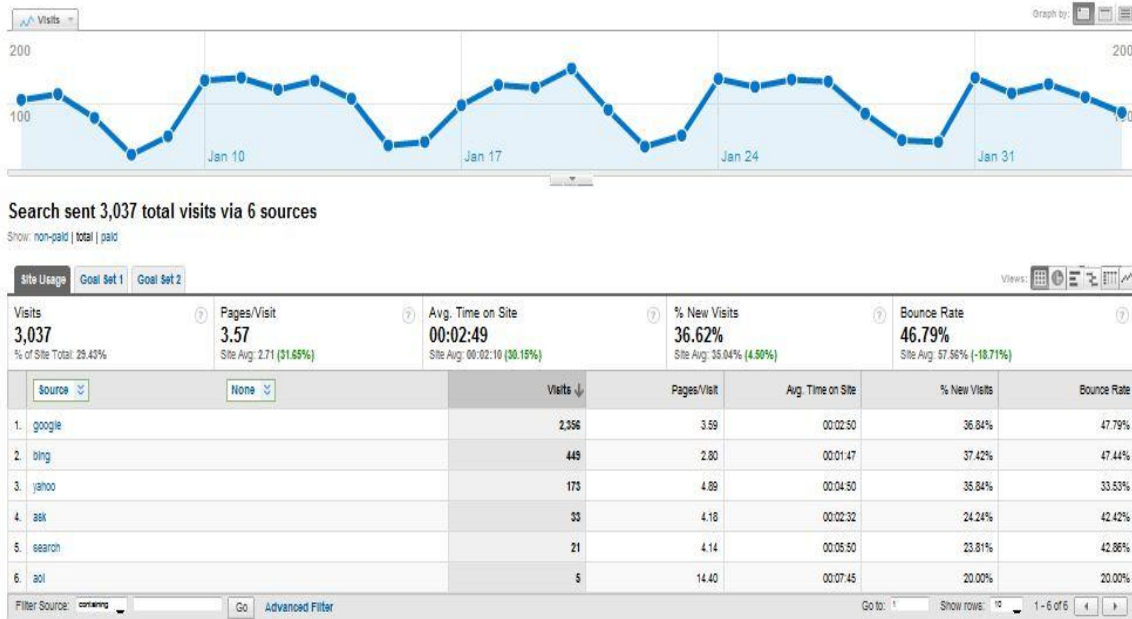 Visits
Graph by:
200 200
100
Jan 10 Jan 17 Jan 24 Jan 31
Search sent 3,037 total visits via 6 sources
Show: non-paid | total | paid
Site Usage Goal Set 1 Goal Set 2 Views:
Visits Pages/Visit Avg. Time on Site % New Visits Bounce Rate
3,037 3.57 00:02:49 36.62% 46.79%
% of Site Total: 29.43% Site Avg: 2.71 (31.65%) Site Avg: 00:02:10 (30.15%) Site Avg: 35.04% (4.50%) Site Avg: 57.56% (-18.71%)
Source None Visits Pages/Visit Avg. Time on Site % New Visits Bounce Rate
1. google 2,356 3.59 00:02:50 36.84% 47.79%
2. bing 449 2.80 00:01:47 37.42% 47.44%
3. yahoo 173 4.89 00:04:50 35.84% 33.53%
4. ask 33 4.18 00:02:32 24.24% 42.42%
5. search 21 4.14 00:05:50 23.81% 42.86%
6. aol 5 14.40 00:07:45 20.00% 20.00%
Filter Source: containing Go Advanced Filter Go to: 1 Show rows: 10 1 - 6 of 6